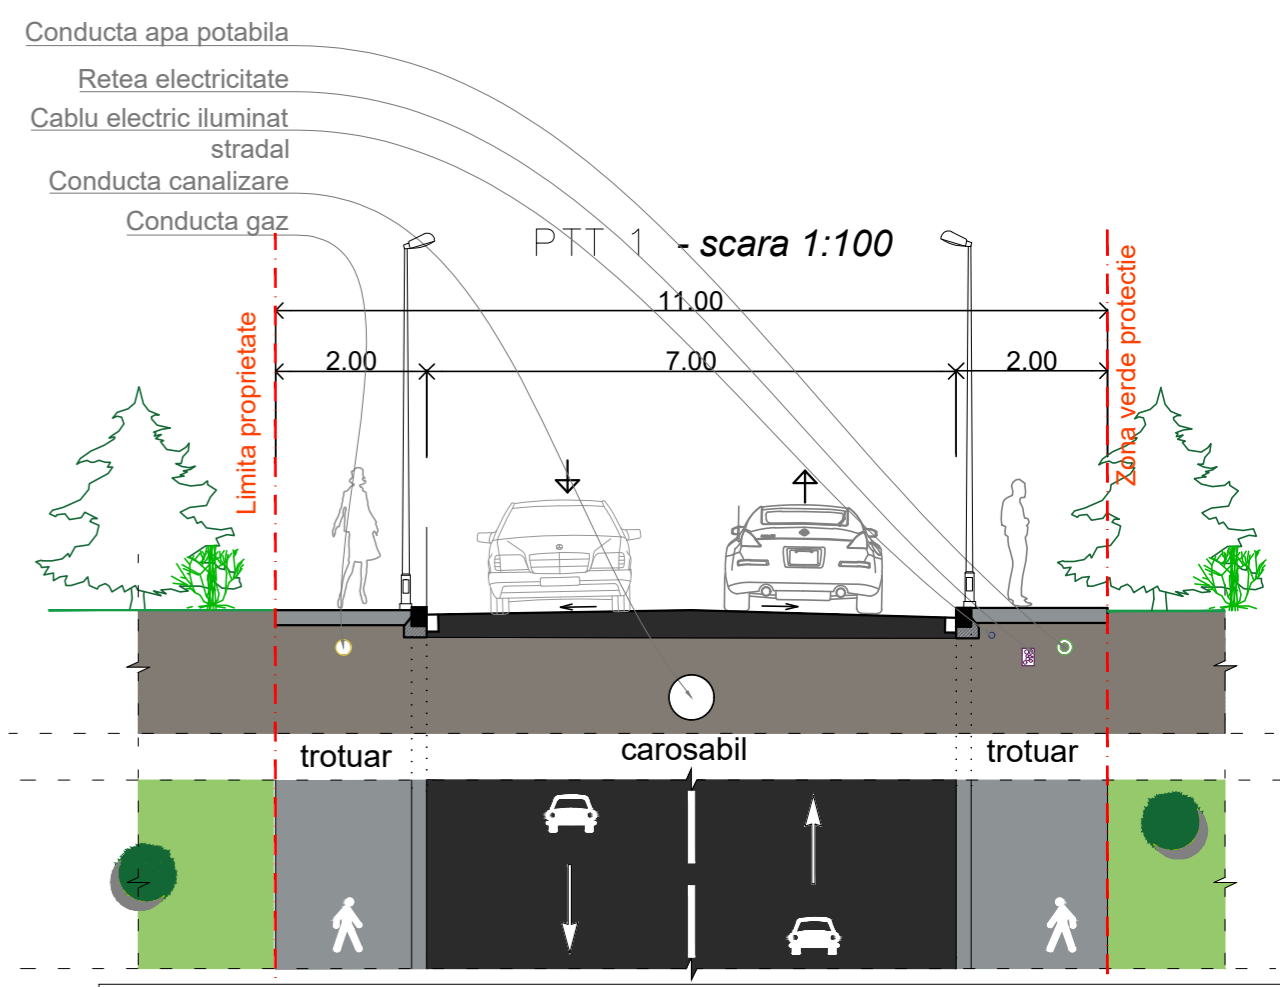 Conducta apa potabila
Retea electricitate
Cablu electric iluminat
stradal
Conducta canalizare
Conducta gaz
PTT 1 - scara 1:100
11.00
2.00
7.00
2.00
Limita proprietate
Zona verde protectie
trotuar
carosabil
trotuar